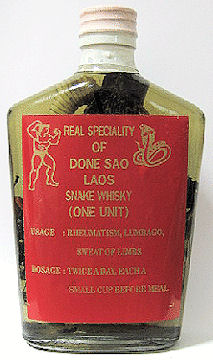 REAL SPECIALITY
OF
DONE SAO
LAOS
SNAKE WHISKY
(ONE UNIT)
USAGE : RHEUMATISM, LUMBAGO,
SWEAT OF LIMBS
DOSAGE : TWICE A DAY, EACH A
SMALL CUP BEFORE MEAL